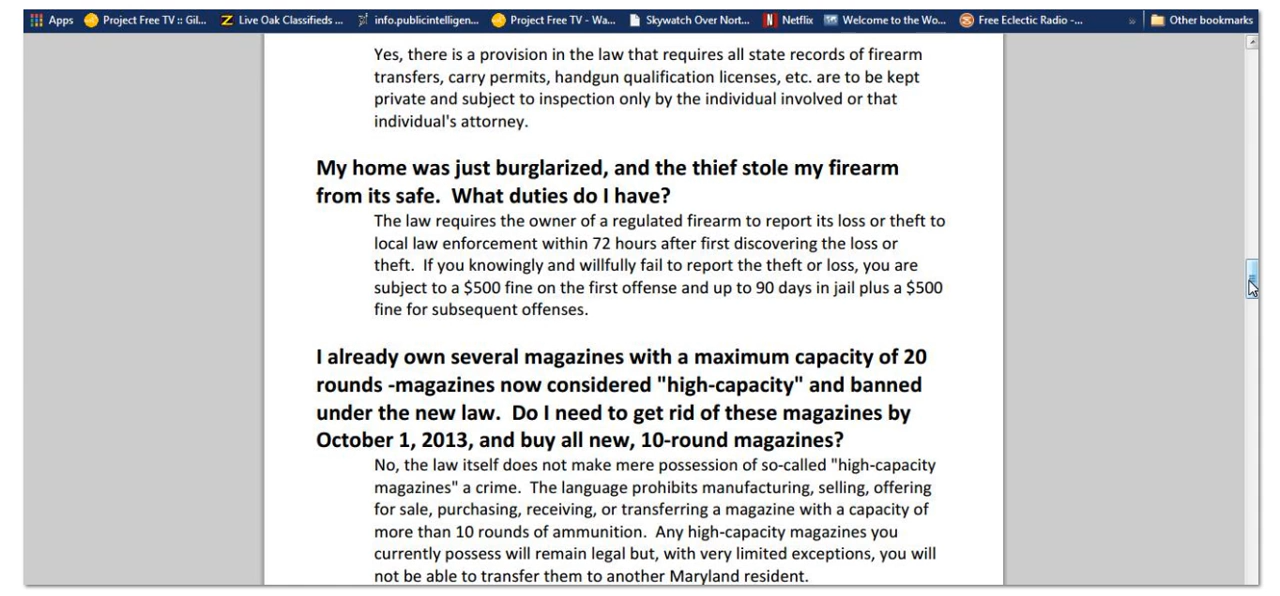 Apps Project Free TV :: Gil... Live Oak Classifieds ... info.publicintelligen... Project Free TV - Wa... Skywatch Over Nort... Netflix Welcome to the Wo... Free Eclectic Radio -... » Other bookmarks
Yes, there is a provision in the law that requires all state records of firearm
transfers, carry permits, handgun qualification licenses, etc. are to be kept
private and subject to inspection only by the individual involved or that
individual's attorney.
My home was just burglarized, and the thief stole my firearm
from its safe. What duties do I have?
The law requires the owner of a regulated firearm to report its loss or theft to
local law enforcement within 72 hours after first discovering the loss or
theft. If you knowingly and willfully fail to report the theft or loss, you are
subject to a $500 fine on the first offense and up to 90 days in jail plus a $500
fine for subsequent offenses.
I already own several magazines with a maximum capacity of 20
rounds -magazines now considered "high-capacity" and banned
under the new law. Do I need to get rid of these magazines by
October 1, 2013, and buy all new, 10-round magazines?
No, the law itself does not make mere possession of so-called "high-capacity
magazines" a crime. The language prohibits manufacturing, selling, offering
for sale, purchasing, receiving, or transferring a magazine with a capacity of
more than 10 rounds of ammunition. Any high-capacity magazines you
currently possess will remain legal but, with very limited exceptions, you will
not be able to transfer them to another Maryland resident.